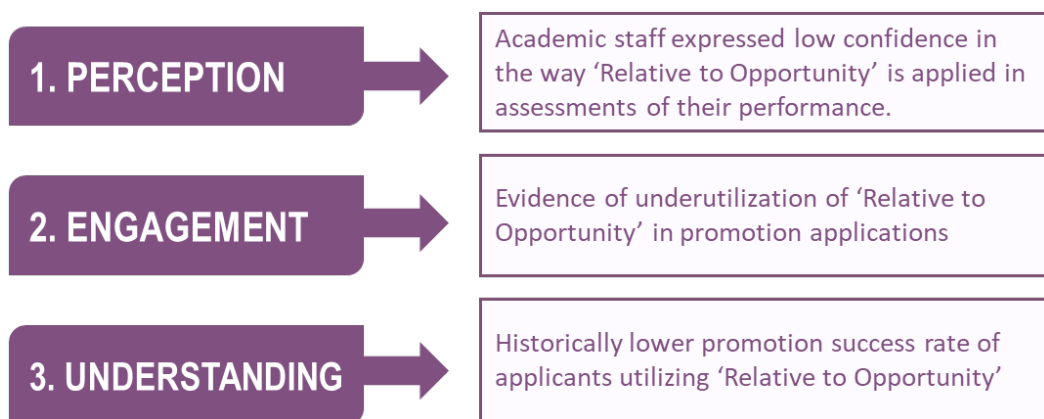 1. PERCEPTION
Academic staff expressed low confidence in
the way ‘Relative to Opportunity’ is applied in
assessments of their performance.
2. ENGAGEMENT
Evidence of underutilization of ‘Relative to
Opportunity’ in promotion applications
3. UNDERSTANDING
Historically lower promotion success rate of
applicants utilizing ‘Relative to Opportunity’